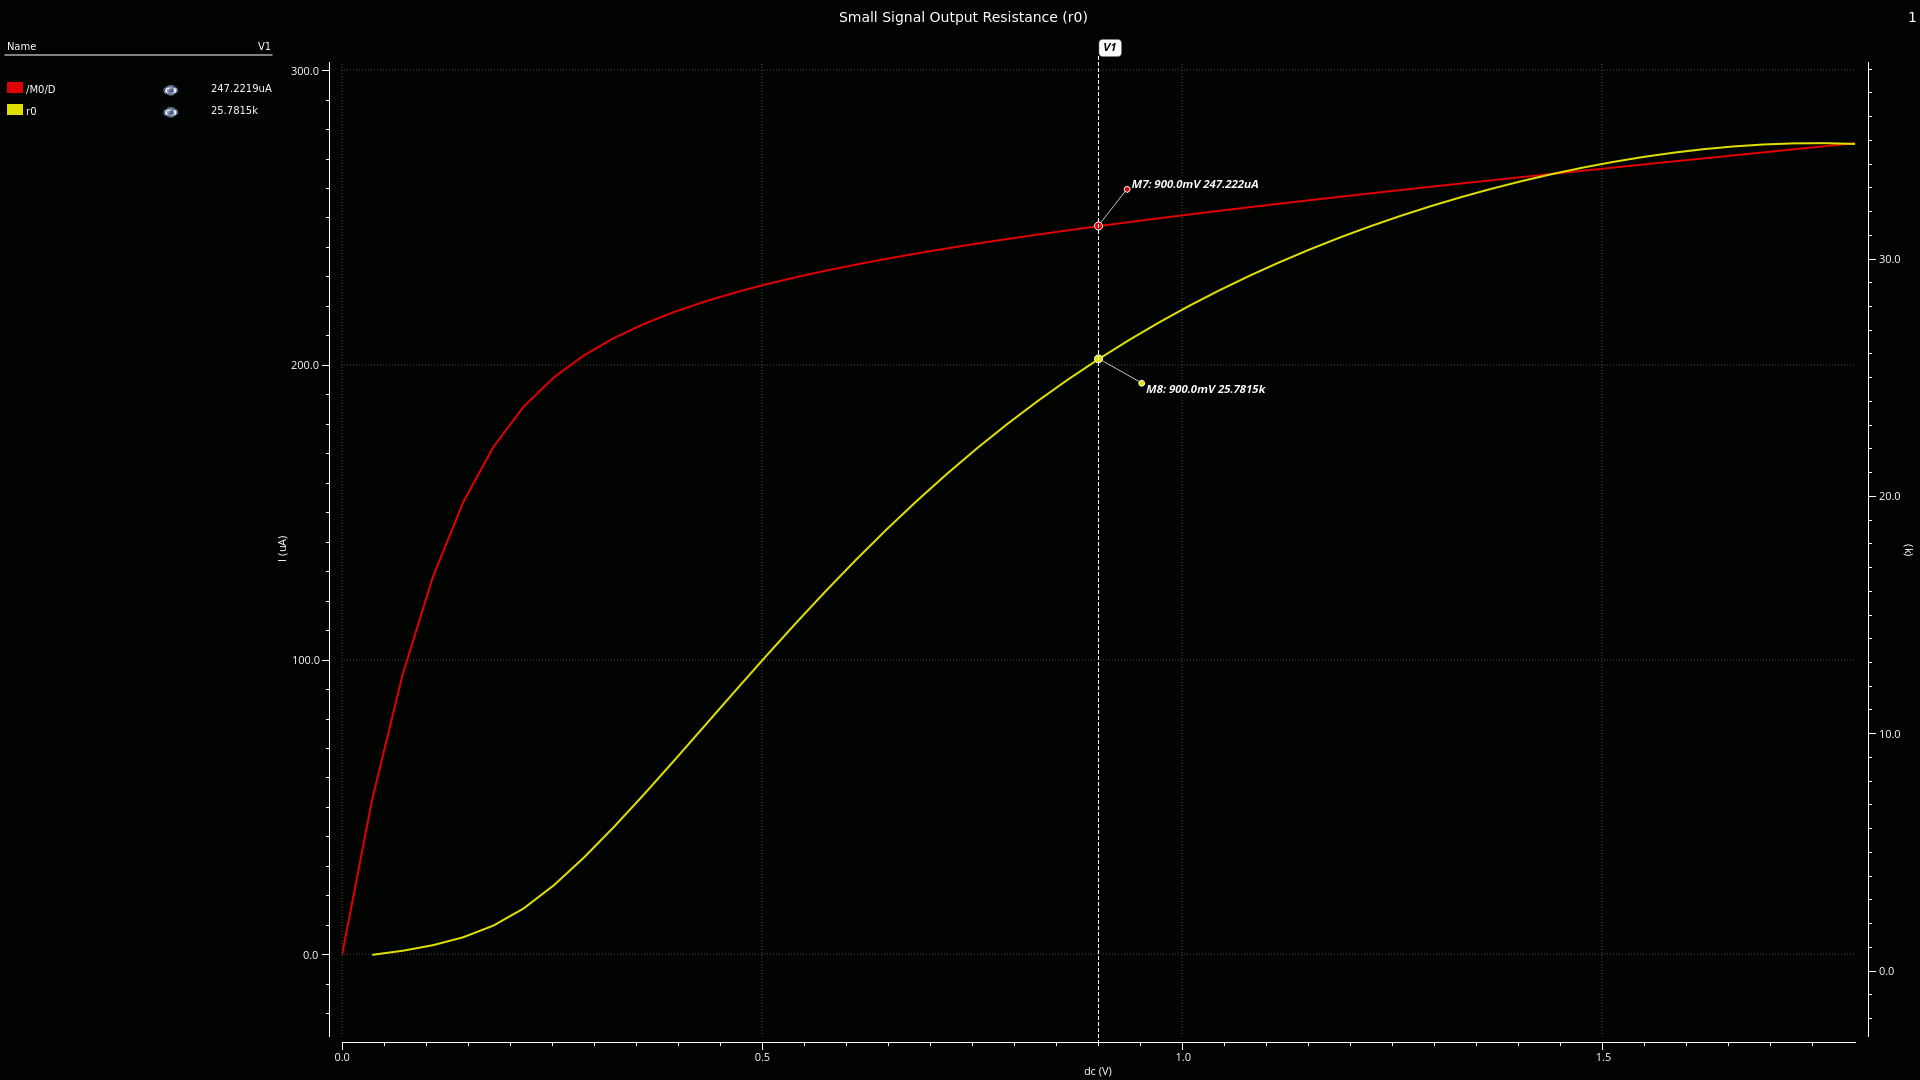 Small Signal Output Resistance (r0)
1
Name V1
/M0/D 247.2219uA
r0 25.7815k
V1
M7: 900.0mV 247.222uA
M8: 900.0mV 25.7815k
300.0
200.0
100.0
0.0
I (uA)
30.0
20.0
10.0
0.0
(k)
0.0 0.5 1.0 1.5
dc (V)